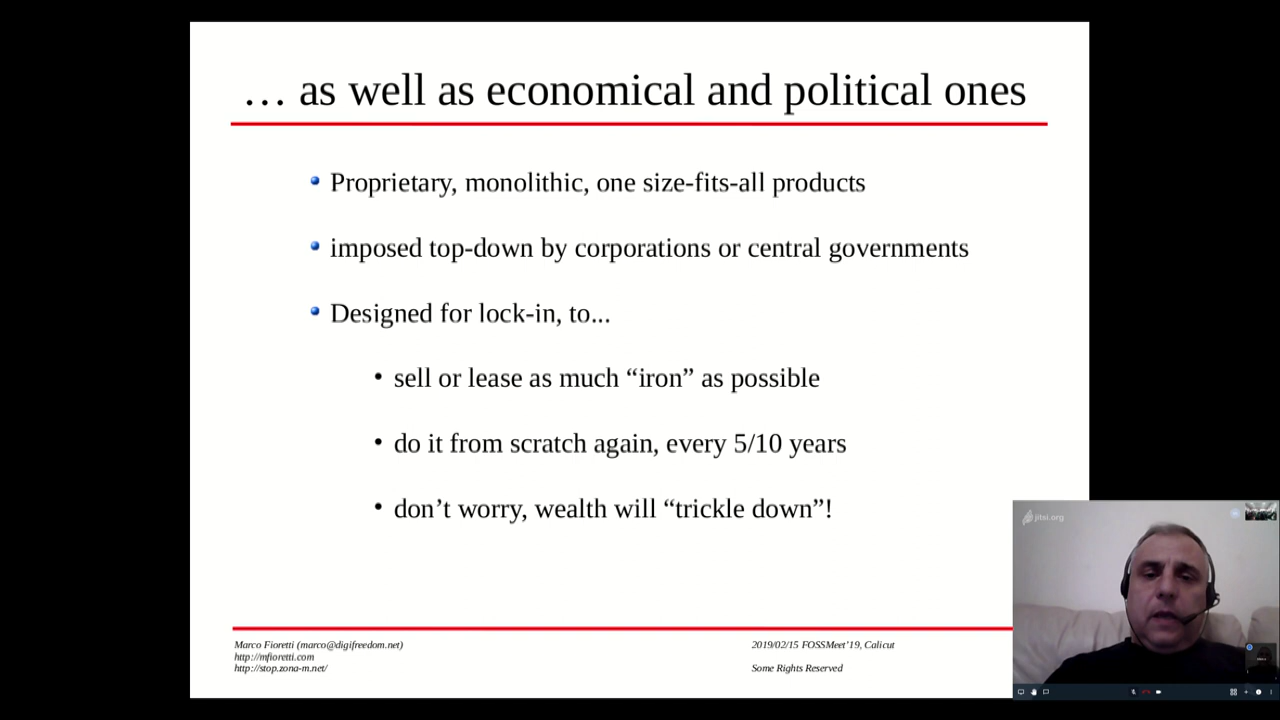 … as well as economical and political ones
Proprietary, monolithic, one size-fits-all products
imposed top-down by corporations or central governments
Designed for lock-in, to...
sell or lease as much “iron” as possible
do it from scratch again, every 5/10 years
don’t worry, wealth will “trickle down”!
jitsi.org
Marco Fioretti (marco@digifreedom.net)
http://mfioretti.com
http://stop.zona-m.net/
2019/02/15 FOSSMeet’19, Calicut
Some Rights Reserved